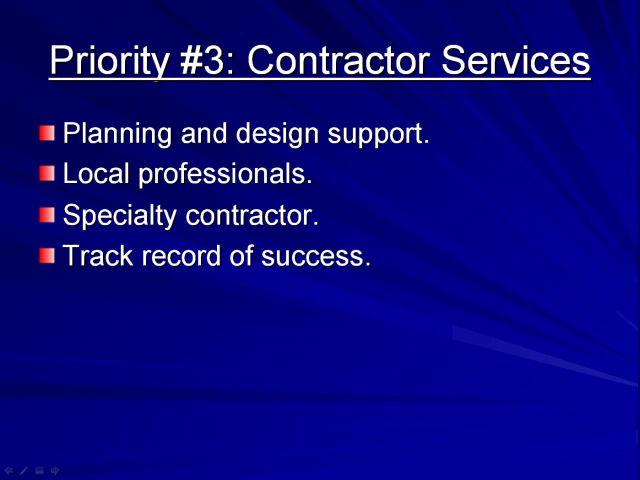 Priority #3: Contractor Services
Planning and design support.
Local professionals.
Specialty contractor.
Track record of success.